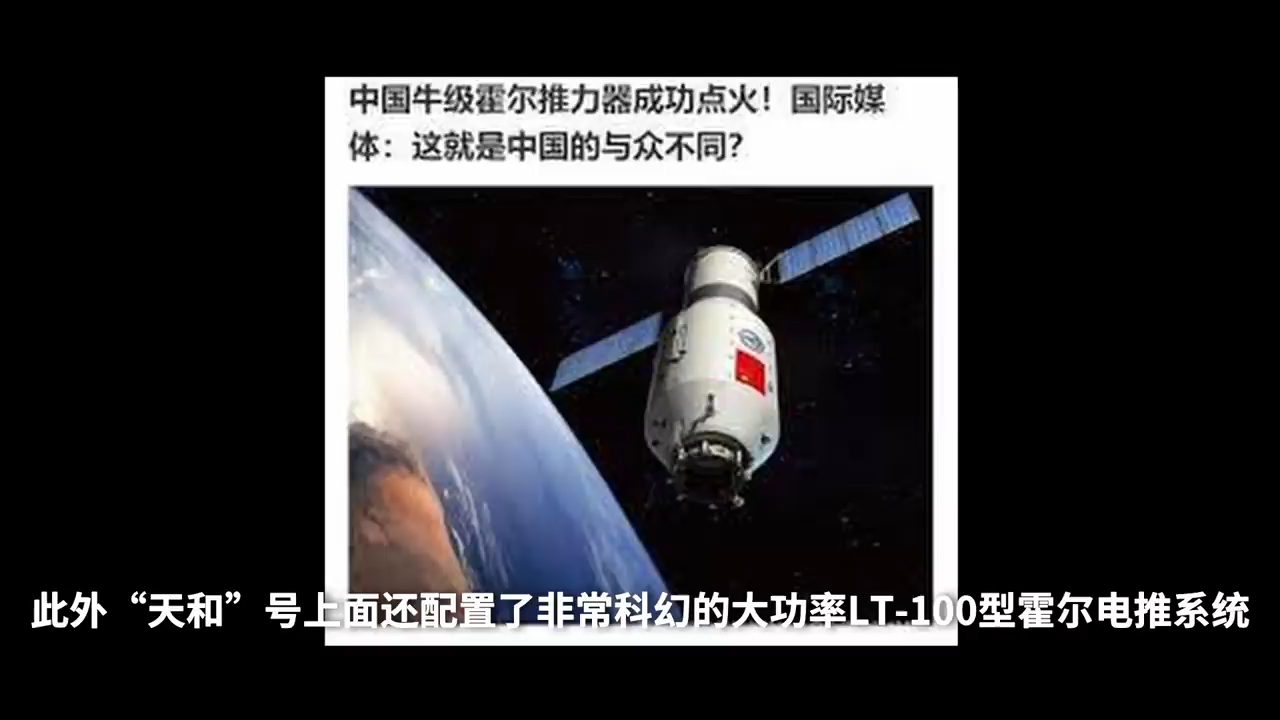 中国牛级霍尔推力器成功点火！国际媒
体：这就是中国的与众不同？
此外“天和”号上面还配置了非常科幻的大功率LT-100型霍尔电推系统